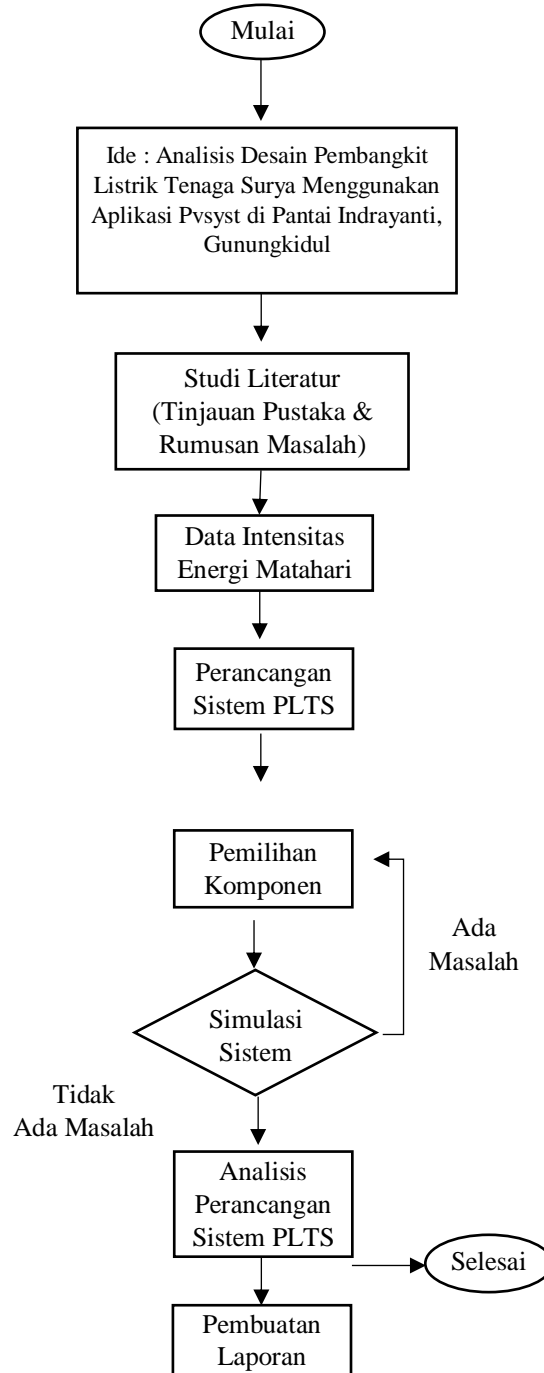 Mulai
Ide : Analisis Desain Pembangkit
Listrik Tenaga Surya Menggunakan
Aplikasi Pvsyst di Pantai Indrayanti,
Gunungkidul
Studi Literatur
(Tinjauan Pustaka &
Rumusan Masalah)
Data Intensitas
Energi Matahari
Perancangan
Sistem PLTS
Pemilihan
Komponen
Ada
Masalah
Simulasi
Sistem
Tidak
Ada Masalah
Analisis
Perancangan
Sistem PLTS
Selesai
Pembuatan
Laporan